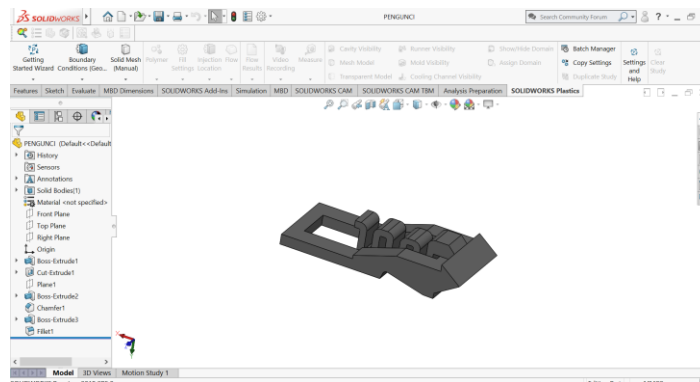 SOLIDWORKS
PENGUNCI
Search Community Forum
Getting Started Wizard
Boundary Conditions (Geo...
Solid Mesh (Manual)
Polymer
Fill Settings
Injection Location
Flow
Flow Results
Video Recording
Measure
Cavity Visibility
Runner Visibility
Show/Hide Domain
Mesh Model
Mold Visibility
Assign Domain
Transparent Model
Cooling Channel Visibility
Batch Manager
Copy Settings
Duplicate Study
Settings and Help
Clear Study
Features Sketch Evaluate MBD Dimensions SOLIDWORKS Add-Ins Simulation MBD SOLIDWORKS CAM SOLIDWORKS CAM TBM Analysis Preparation SOLIDWORKS Plastics
PENGUNCI (Default<<Default
History
Sensors
Annotations
Solid Bodies(1)
Material <not specified>
Front Plane
Top Plane
Right Plane
Origin
Boss-Extrude1
Cut-Extrude1
Plane1
Boss-Extrude2
Chamfer1
Boss-Extrude3
Fillet1
Model 3D Views Motion Study 1